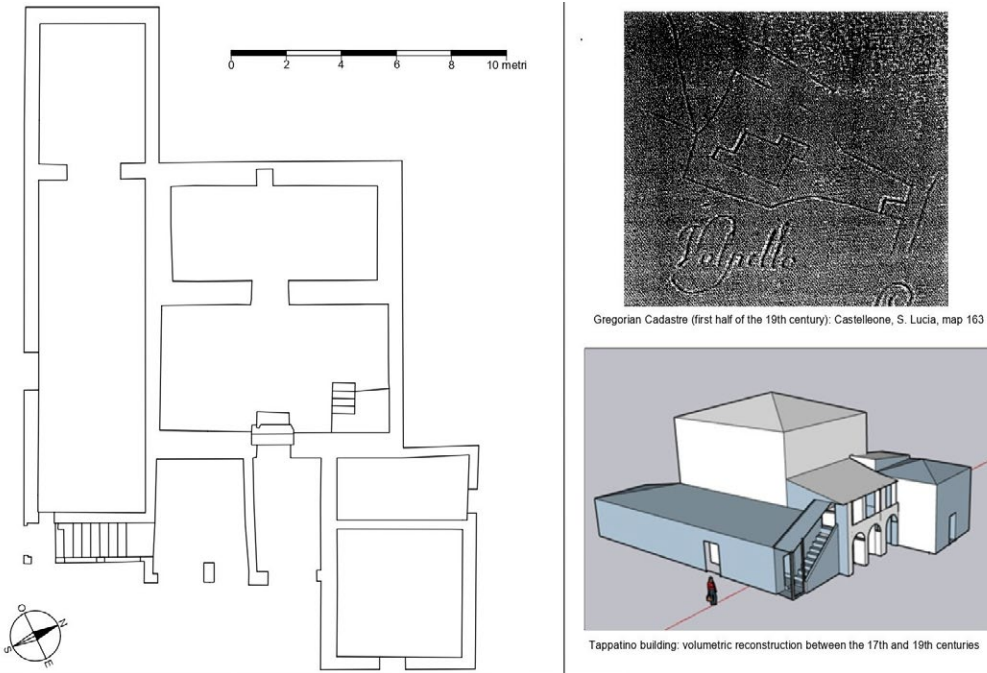 0 2 4 6 8 10 metri
O
N
S
E
Gregorian Cadastre (first half of the 19th century): Castelleone, S. Lucia, map 163
Tappatino building: volumetric reconstruction between the 17th and 19th centuries